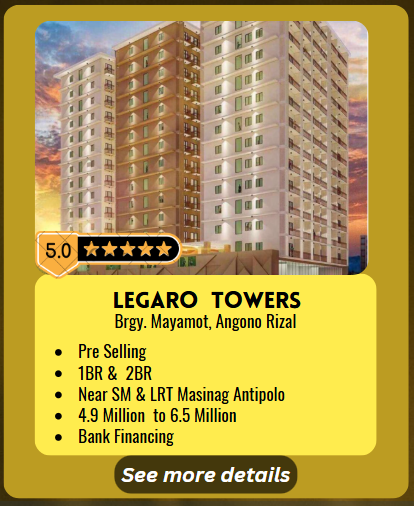 5.0
LEGARO TOWERS
Brgy. Mayamot, Angono Rizal
• Pre Selling
• 1BR & 2BR
• Near SM & LRT Masinag Antipolo
• 4.9 Million to 6.5 Million
• Bank Financing
See more details